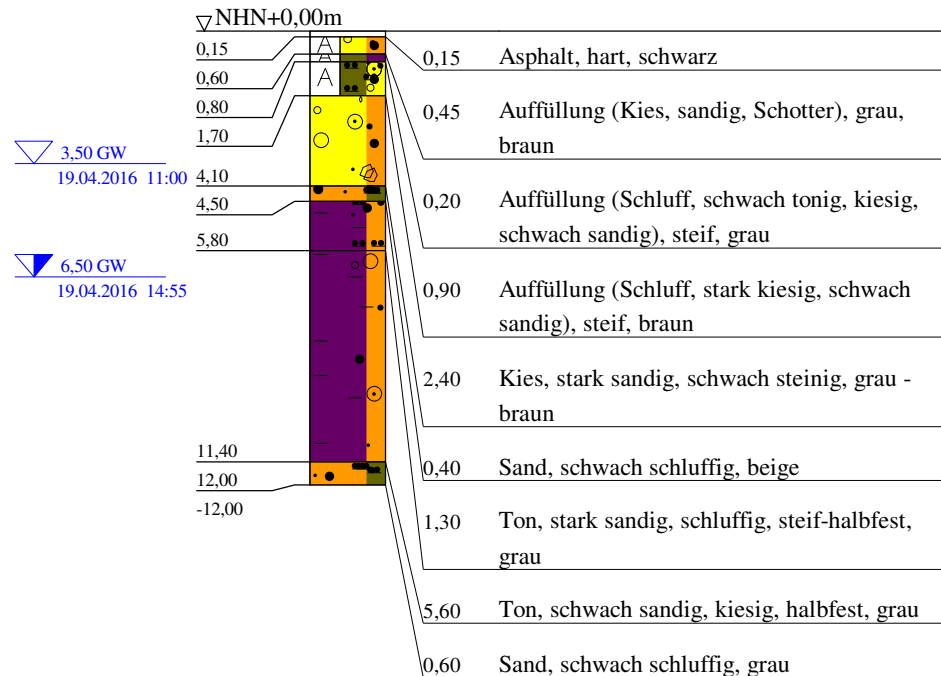 NHN+0,00m
0,15
0,60
0,80
1,70
3,50 GW
19.04.2016 11:00
4,10
4,50
5,80
6,50 GW
19.04.2016 14:55
11,40
12,00
-12,00
A
A
A
0,15 Asphalt, hart, schwarz
0,45 Auffüllung (Kies, sandig, Schotter), grau,
braun
0,20 Auffüllung (Schluff, schwach tonig, kiesig,
schwach sandig), steif, grau
0,90 Auffüllung (Schluff, stark kiesig, schwach
sandig), steif, braun
2,40 Kies, stark sandig, schwach steinig, grau -
braun
0,40 Sand, schwach schluffig, beige
1,30 Ton, stark sandig, schluffig, steif-halbfest,
grau
5,60 Ton, schwach sandig, kiesig, halbfest, grau
0,60 Sand, schwach schluffig, grau